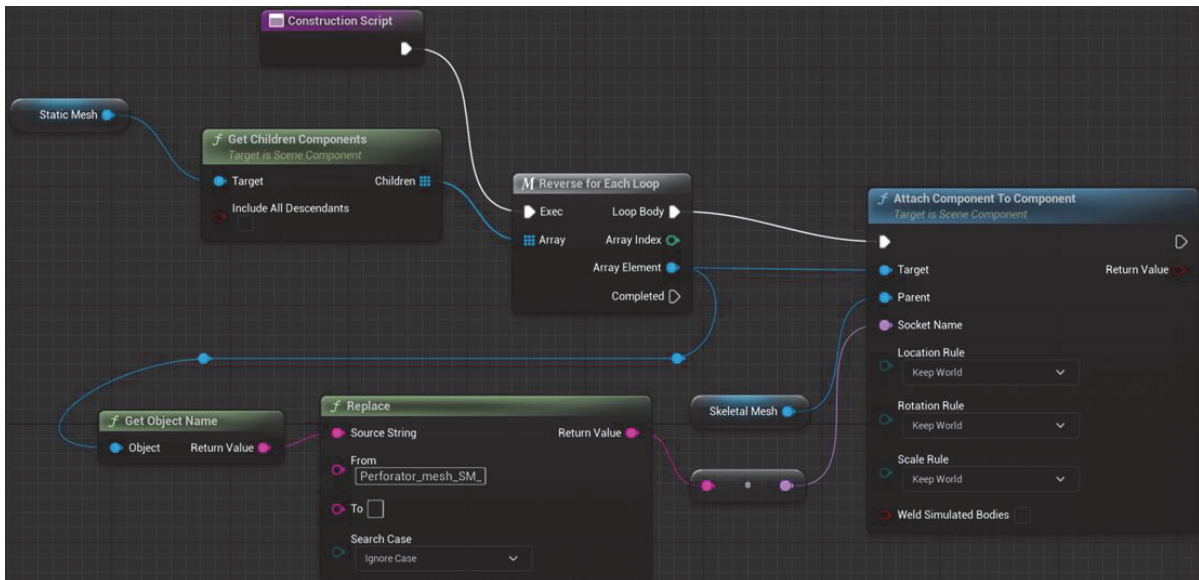 Construction Script
Static Mesh
f Get Children Components
Target is Scene Component
Target
Children
Include All Descendants
M Reverse for Each Loop
Exec
Loop Body
Array
Array Index
Array Element
Completed
f Attach Component To Component
Target is Scene Component
Target
Return Value
Parent
Socket Name
Location Rule
Keep World
Rotation Rule
Keep World
Scale Rule
Keep World
Weld Simulated Bodies
f Get Object Name
Object
Return Value
f Replace
Source String
Return Value
From
Perforator_mesh_SM_
To
Search Case
Ignore Case
Skeletal Mesh